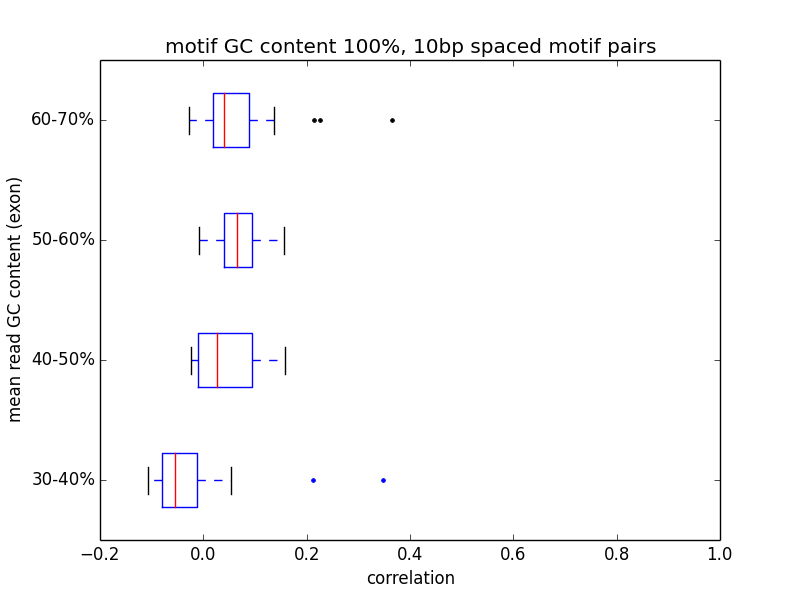 motif GC content 100%, 10bp spaced motif pairs
mean read GC content (exon)
60-70%
50-60%
40-50%
30-40%
−0.2 0.0 0.2 0.4 0.6 0.8 1.0
correlation